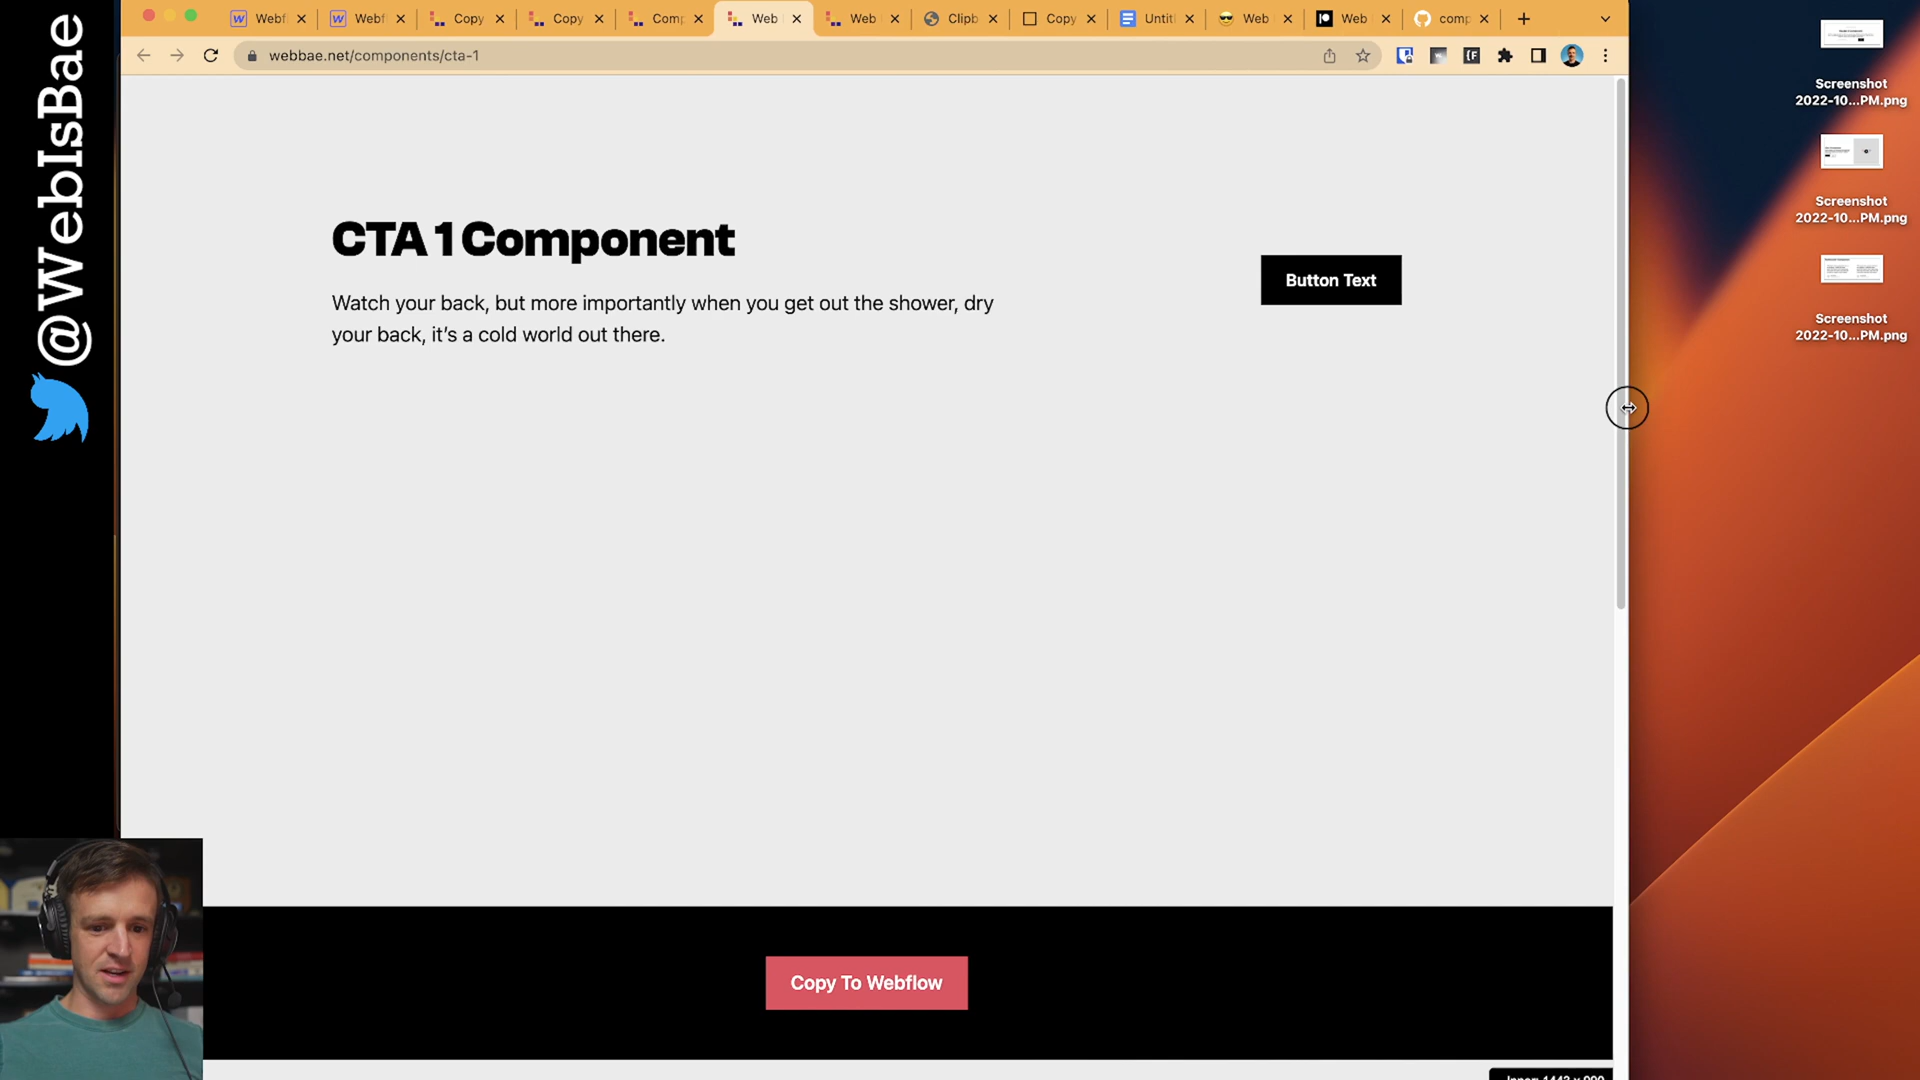 @WebIsBae
Webfl
Webfl
Copy
Copy
Comp
Web
Web
Clipb
Copy
Untitl
Web
Web
comp
webbae.net/components/cta-1
CTA 1 Component
Watch your back, but more importantly when you get out the shower, dry
your back, it's a cold world out there.
Button Text
Copy To Webflow
Screenshot
2022-10...PM.png
Screenshot
2022-10...PM.png
Screenshot
2022-10...PM.png